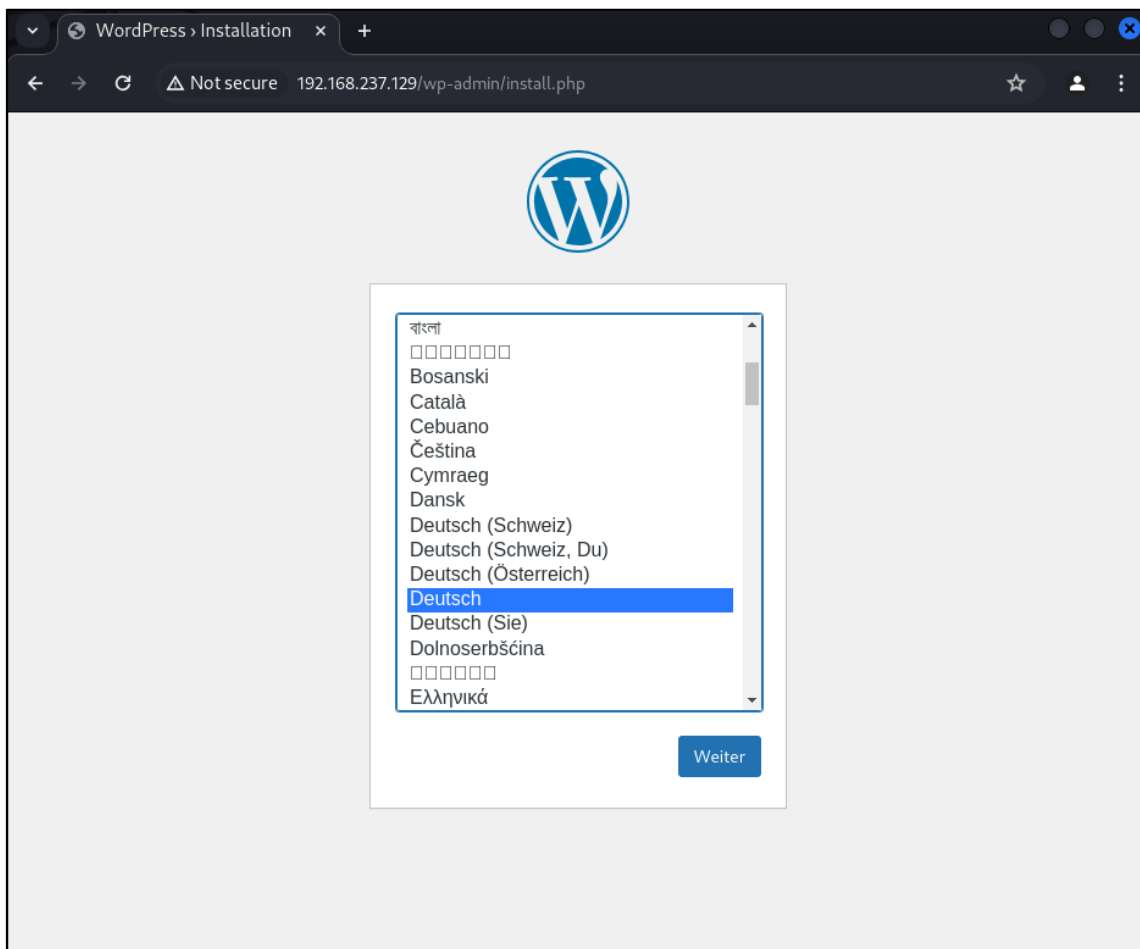 WordPress › Installation
Not secure 192.168.237.129/wp-admin/install.php
বাংলা
Bosanski
Català
Cebuano
Čeština
Cymraeg
Dansk
Deutsch (Schweiz)
Deutsch (Schweiz, Du)
Deutsch (Österreich)
Deutsch
Deutsch (Sie)
Dolnoserbšćina
Ελληνικά
Weiter